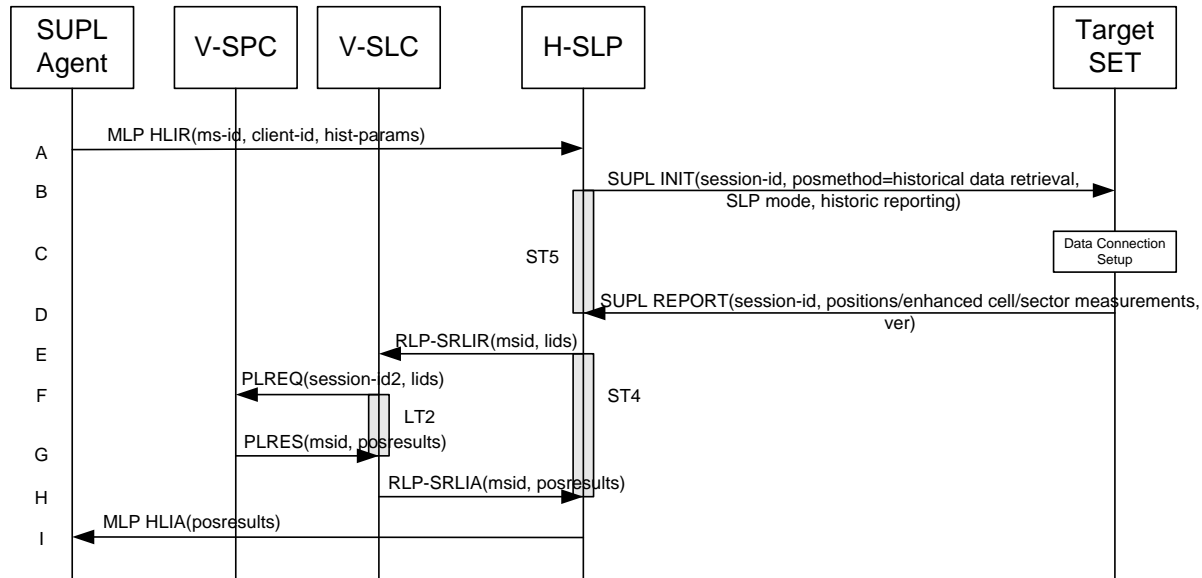 SUPL
Agent
V-SPC
V-SLC
H-SLP
Target
SET
A
MLP HLIR(ms-id, client-id, hist-params)
B
SUPL INIT(session-id, posmethod=historical data retrieval,
SLP mode, historic reporting)
C
ST5
Data Connection
Setup
D
SUPL REPORT(session-id, positions/enhanced cell/sector measurements,
ver)
E
RLP-SRLIR(msid, lids)
F
PLREQ(session-id2, lids)
ST4
LT2
G
PLRES(msid, posresults)
H
RLP-SRLIA(msid, posresults)
I
MLP HLIA(posresults)